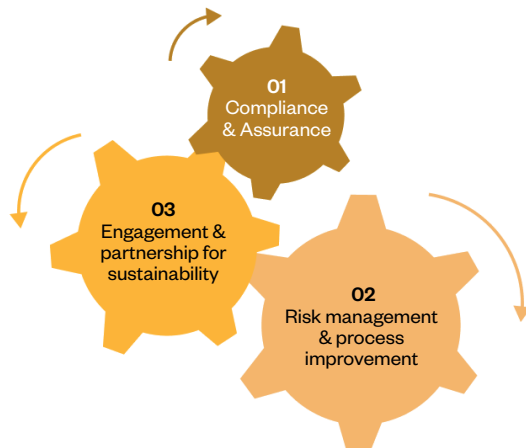 01
Compliance
& Assurance
03
Engagement &
partnership for
sustainability
02
Risk management
& process
improvement